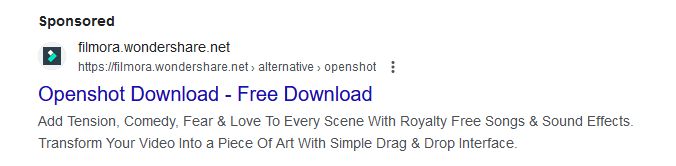 Sponsored
filmora.wondershare.net
https://filmora.wondershare.net › alternative › openshot
Openshot Download - Free Download
Add Tension, Comedy, Fear & Love To Every Scene With Royalty Free Songs & Sound Effects.
Transform Your Video Into a Piece Of Art With Simple Drag & Drop Interface.